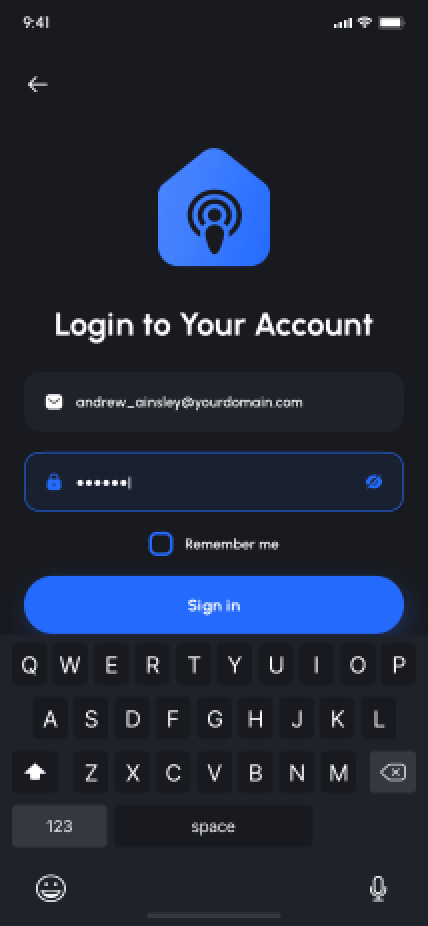 9:41
Login to Your Account
andrew_ainsley@yourdomain.com
••••••
Remember me
Sign in
Q W E R T Y U I O P
A S D F G H J K L
Z X C V B N M
123 space